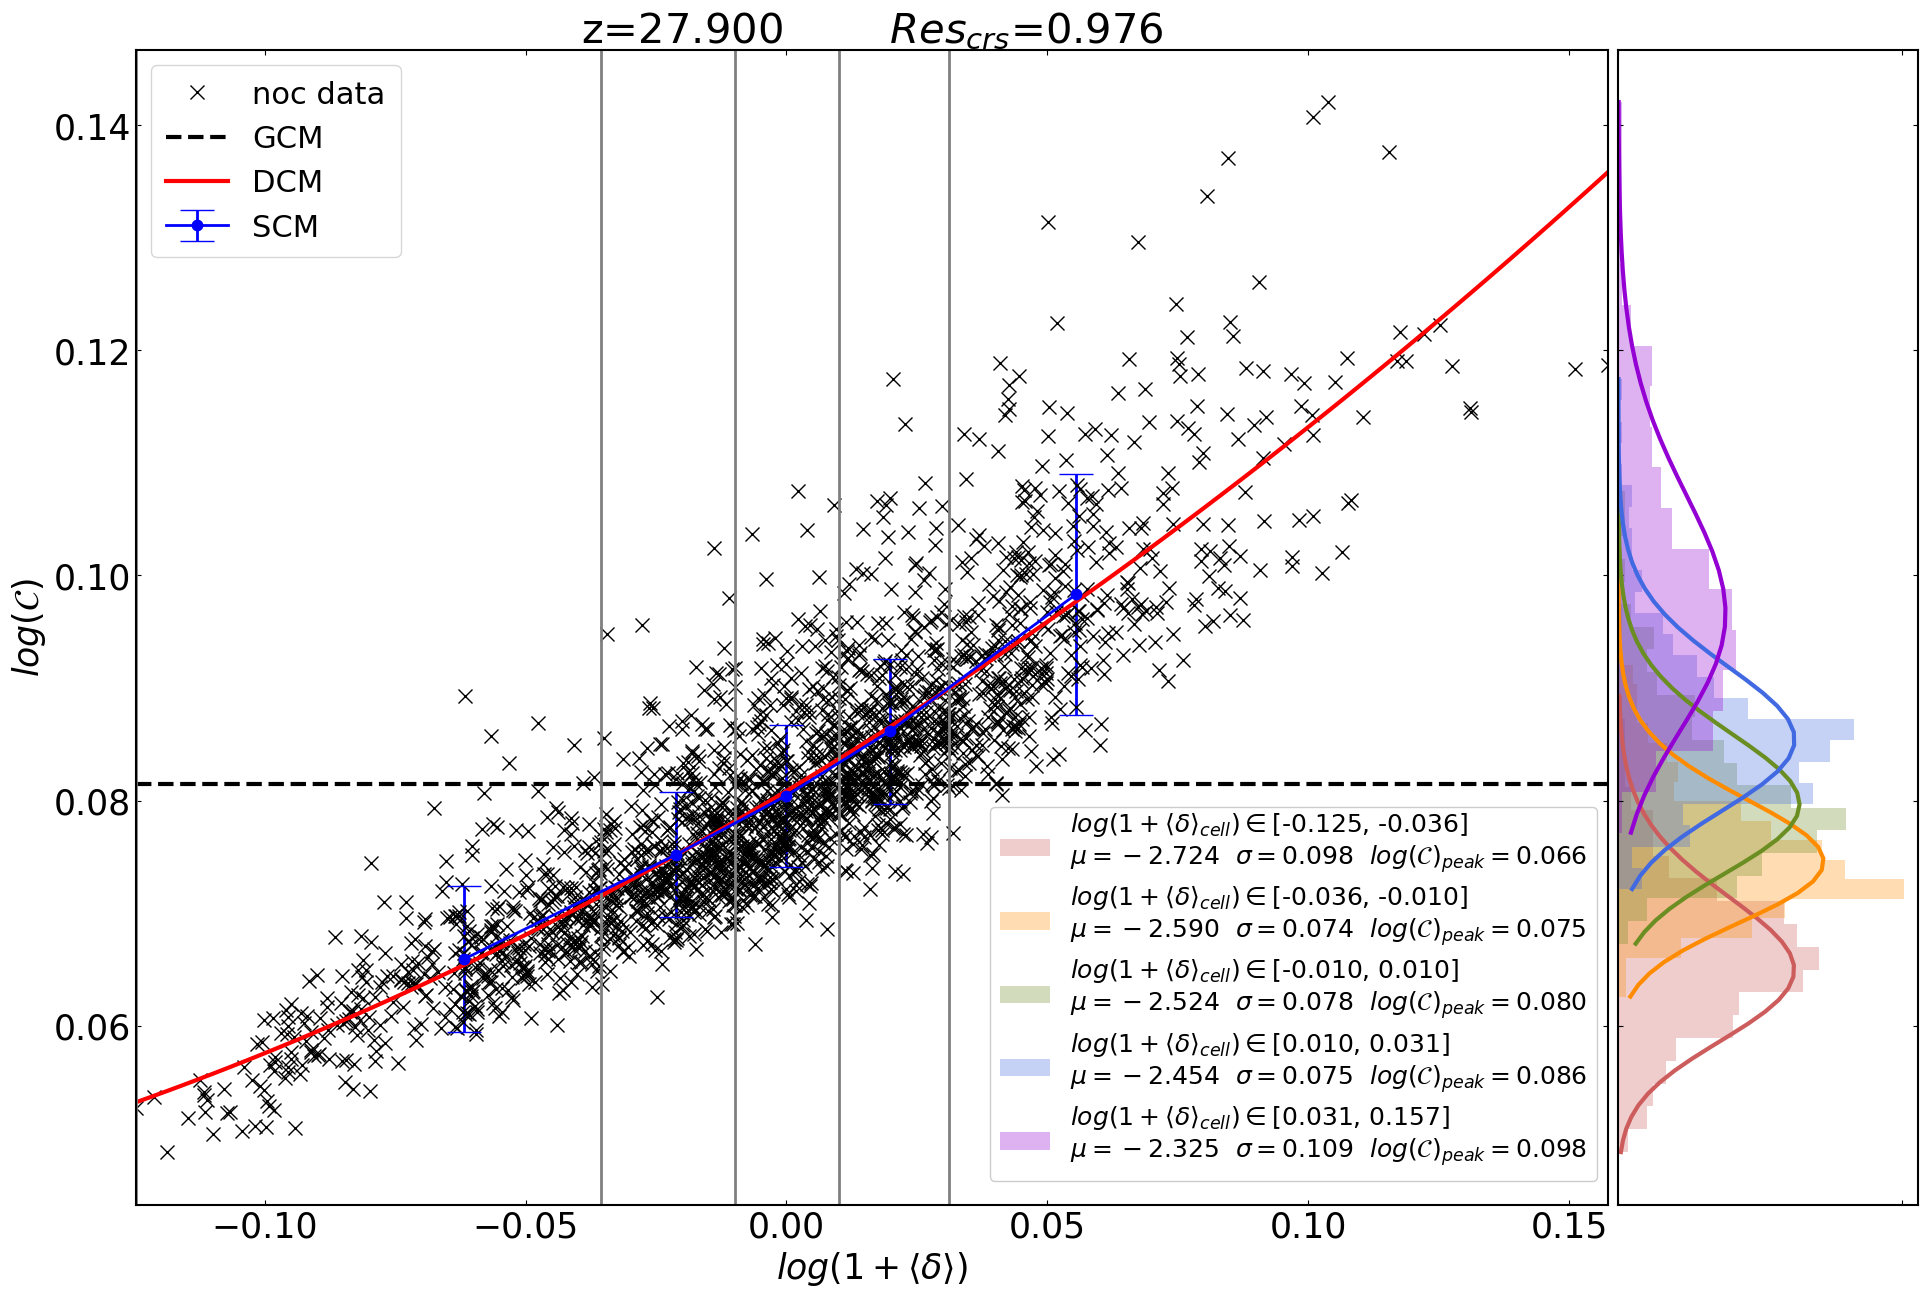 z=27.900 Res_crs=0.976
noc data
GCM
DCM
SCM
0.14
0.12
0.10
0.08
0.06
log(𝒞)
log(1 + ⟨δ⟩_cell) ∈ [-0.125, -0.036]
μ = −2.724 σ = 0.098 log(𝒞)_peak = 0.066
log(1 + ⟨δ⟩_cell) ∈ [-0.036, -0.010]
μ = −2.590 σ = 0.074 log(𝒞)_peak = 0.075
log(1 + ⟨δ⟩_cell) ∈ [-0.010, 0.010]
μ = −2.524 σ = 0.078 log(𝒞)_peak = 0.080
log(1 + ⟨δ⟩_cell) ∈ [0.010, 0.031]
μ = −2.454 σ = 0.075 log(𝒞)_peak = 0.086
log(1 + ⟨δ⟩_cell) ∈ [0.031, 0.157]
μ = −2.325 σ = 0.109 log(𝒞)_peak = 0.098
−0.10 −0.05 0.00 0.05 0.10 0.15
log(1 + ⟨δ⟩)